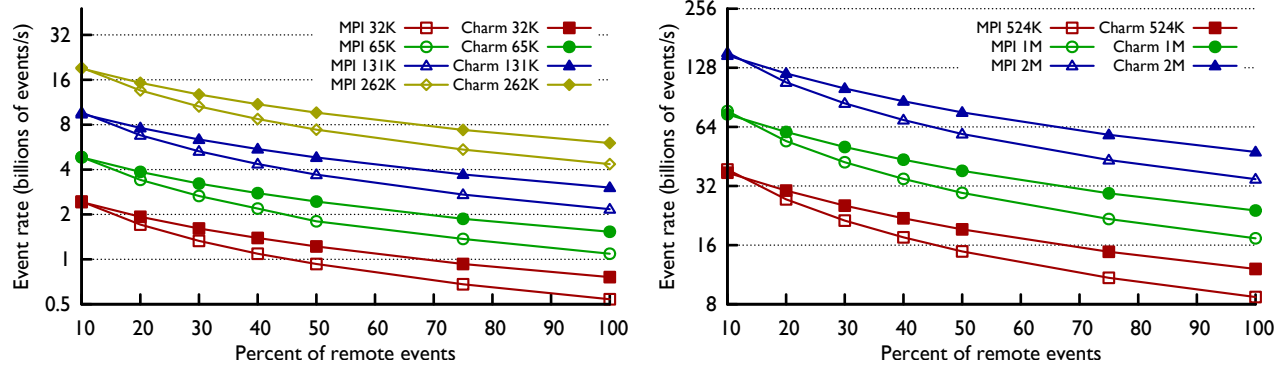 Event rate (billions of events/s)
32
16
8
4
2
1
0.5
MPI 32K Charm 32K
MPI 65K Charm 65K
MPI 131K Charm 131K
MPI 262K Charm 262K
10 20 30 40 50 60 70 80 90 100
Percent of remote events
Event rate (billions of events/s)
256
128
64
32
16
8
MPI 524K Charm 524K
MPI 1M Charm 1M
MPI 2M Charm 2M
10 20 30 40 50 60 70 80 90 100
Percent of remote events